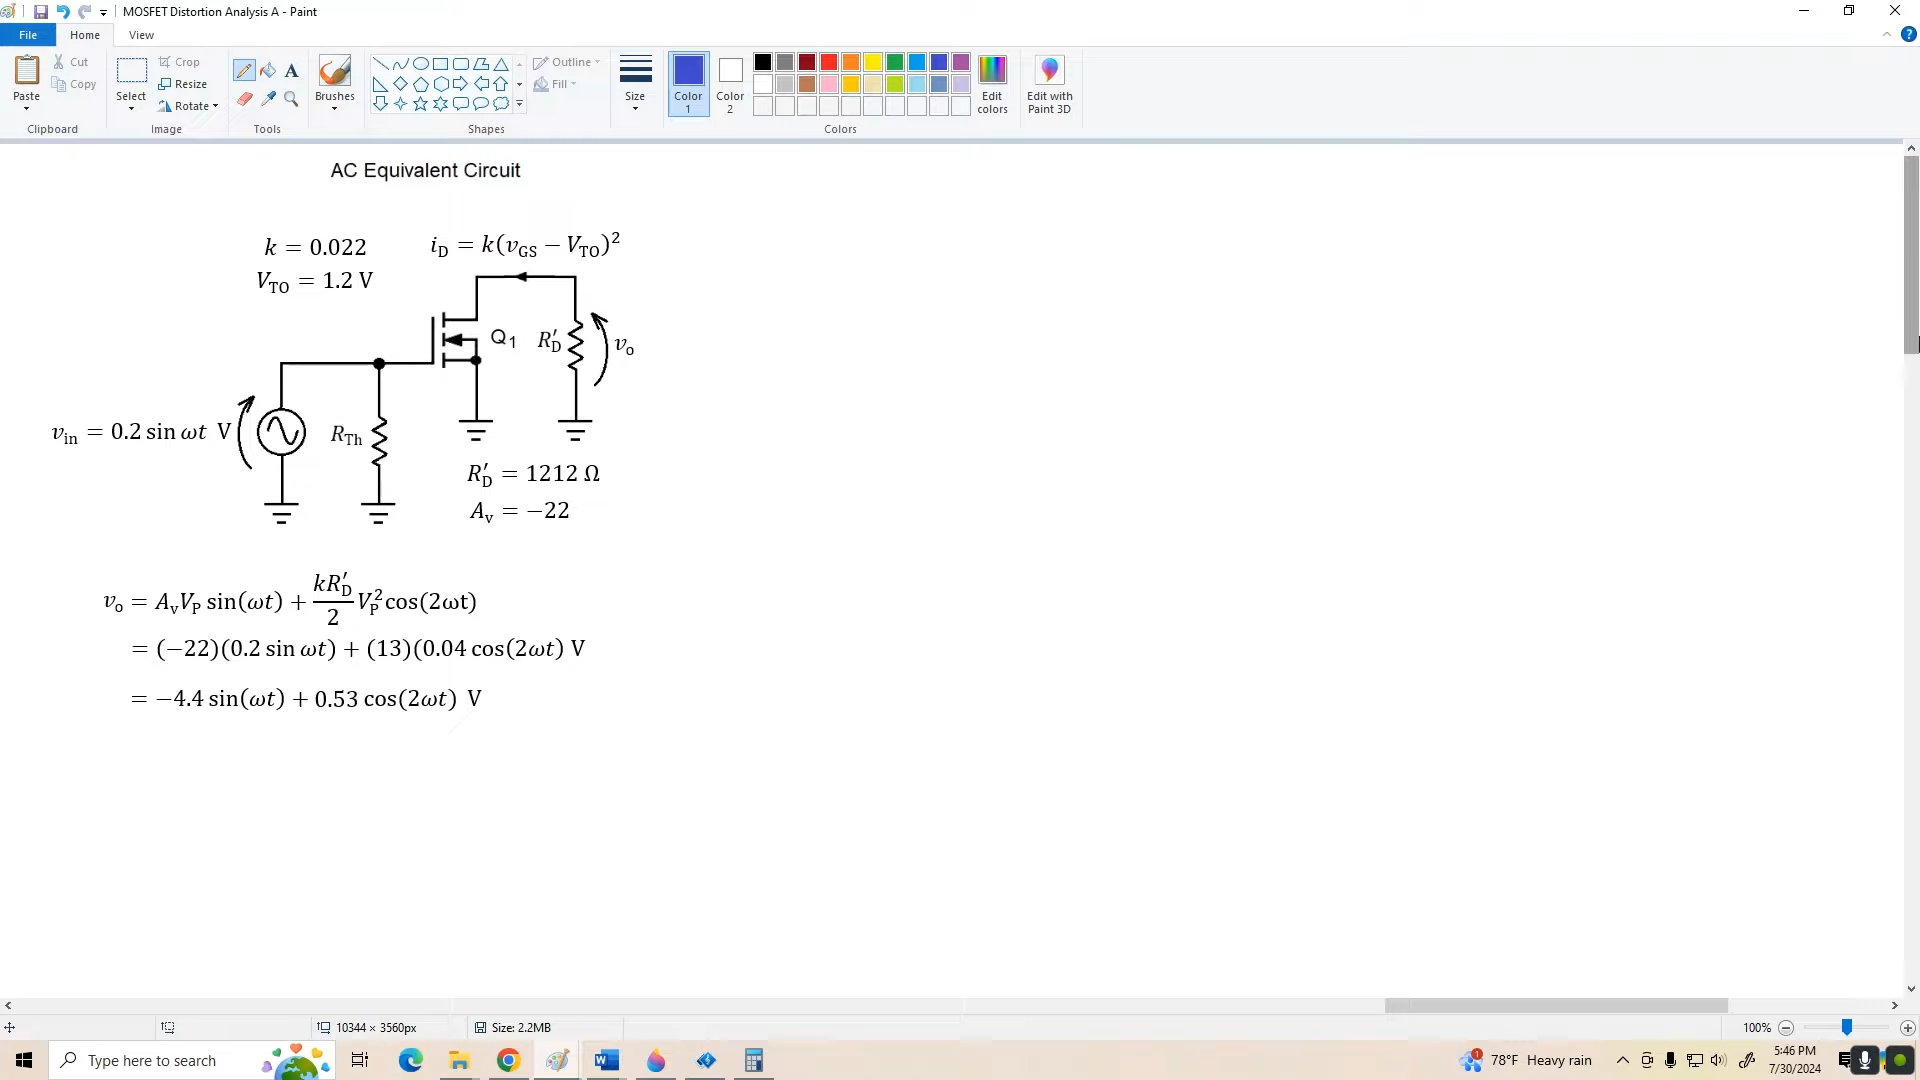 MOSFET Distortion Analysis A - Paint
File Home View
Paste Cut Copy Clipboard
Select Crop Resize Rotate Image
Tools
Brushes
Outline Fill Shapes
Size
Color 1 Color 2 Edit colors Colors
Edit with Paint 3D
AC Equivalent Circuit
k = 0.022
V_TO = 1.2 V
i_D = k(v_GS − V_TO)²
Q1
R′_D
v_o
v_in = 0.2 sin ωt V
R_Th
R′_D = 1212 Ω
A_v = −22
v_o = A_v V_P sin(ωt) + kR′_D/2 V_P² cos(2ωt)
= (−22)(0.2 sin ωt) + (13)(0.04 cos(2ωt) V
= −4.4 sin(ωt) + 0.53 cos(2ωt) V
10344 × 3560px Size: 2.2MB 100%
Type here to search
78°F Heavy rain
5:46 PM
7/30/2024